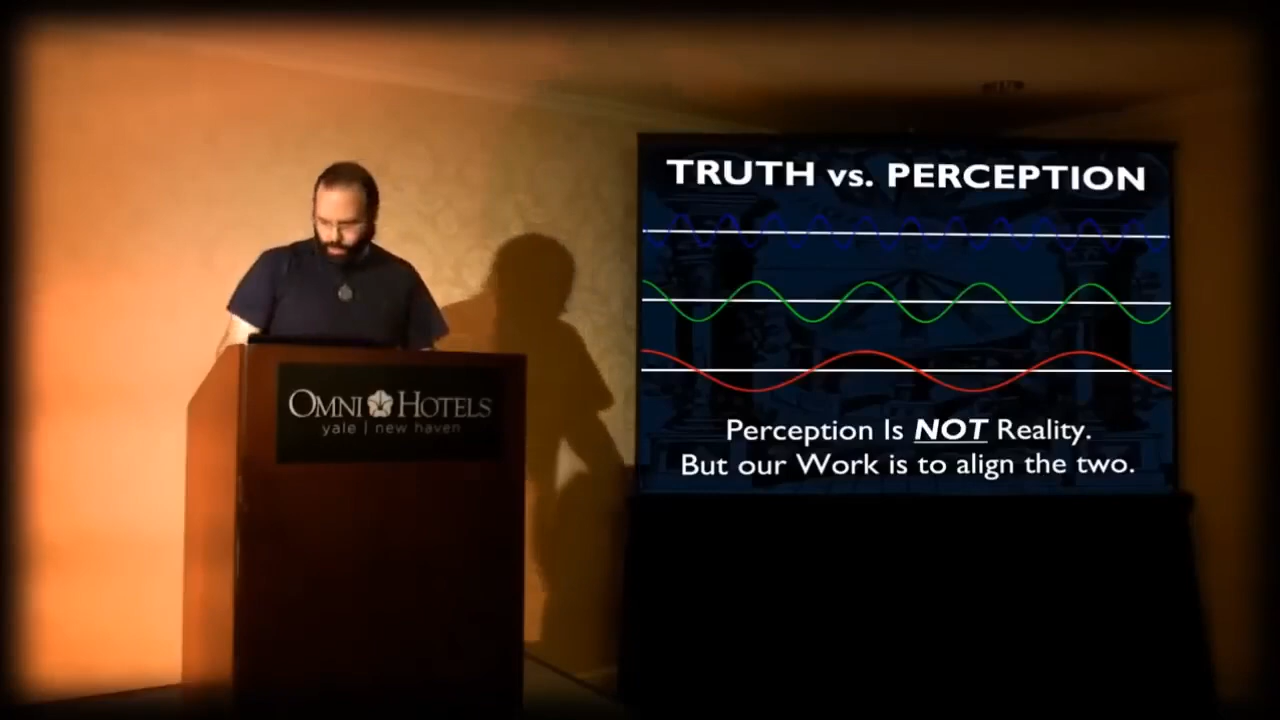 OMNI HOTELS
yale | new haven
TRUTH vs. PERCEPTION
Perception Is NOT Reality.
But our Work is to align the two.